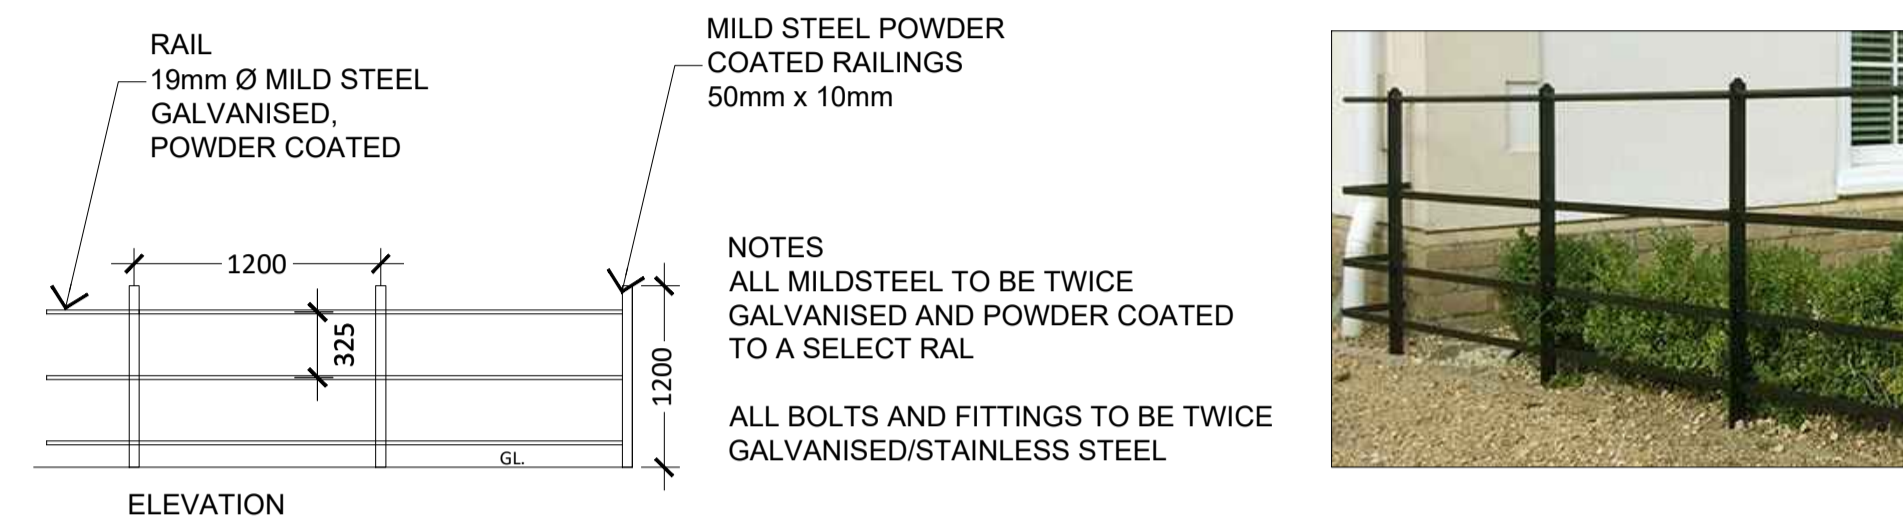 RAIL
19mm Ø MILD STEEL
GALVANISED,
POWDER COATED
MILD STEEL POWDER
COATED RAILINGS
50mm x 10mm
1200
325
1200
GL.
ELEVATION
NOTES
ALL MILDSTEEL TO BE TWICE
GALVANISED AND POWDER COATED
TO A SELECT RAL
ALL BOLTS AND FITTINGS TO BE TWICE
GALVANISED/STAINLESS STEEL